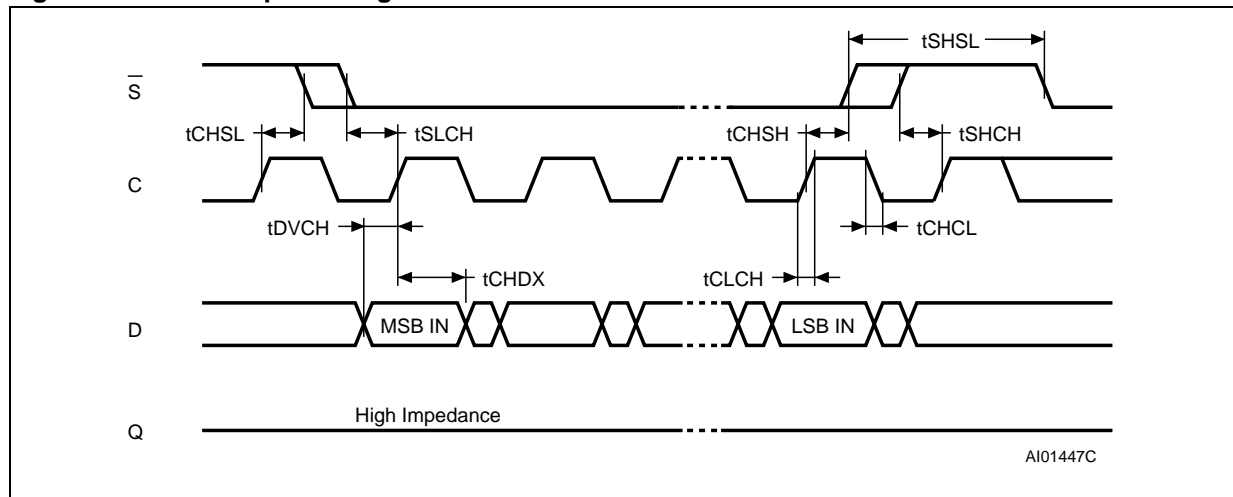 tSHSL
S
tCHSL
tSLCH
tCHSH
tSHCH
C
tDVCH
tCHCL
tCHDX
tCLCH
D
MSB IN
LSB IN
High Impedance
Q
AI01447C